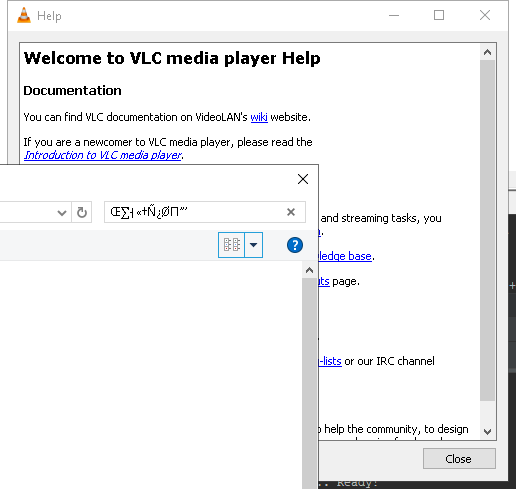 Help
Welcome to VLC media player Help
Documentation
You can find VLC documentation on VideoLAN's wiki website.
If you are a newcomer to VLC media player, please read the
Introduction to VLC media player.
and streaming tasks, you
ledge base.
page.
-lists or our IRC channel
help the community, to design
Close
Ready!